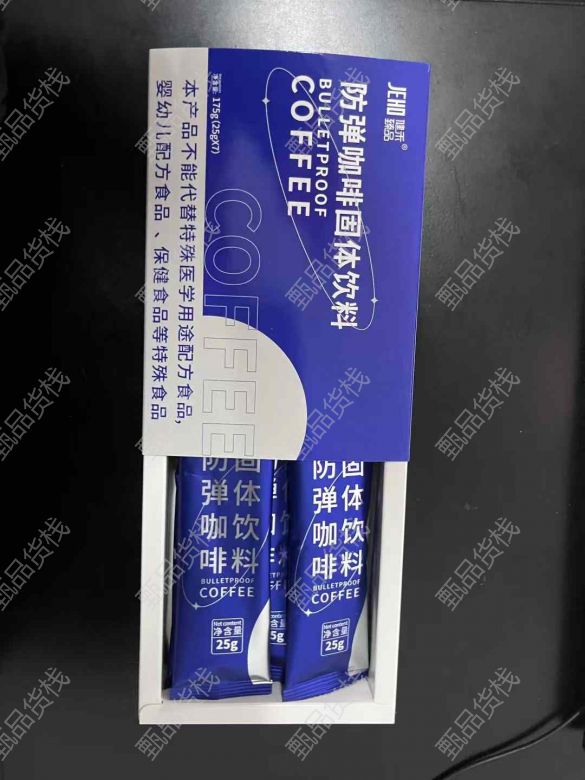 JEHO 健禾 臻品®
防弹咖啡固体饮料
BULLETPROOF
COFFEE
COFFEE
净含量: 175g(25gX7)
本产品不能代替特殊医学用途配方食品,
婴幼儿配方食品、保健食品等特殊食品
固体饮料
防弹咖啡
BULLETPROOF
COFFEE
Net content
净含量
25g
固体饮料
防弹咖啡
BULLETPROOF
COFFEE
Net content
净含量
25g
甄品货栈